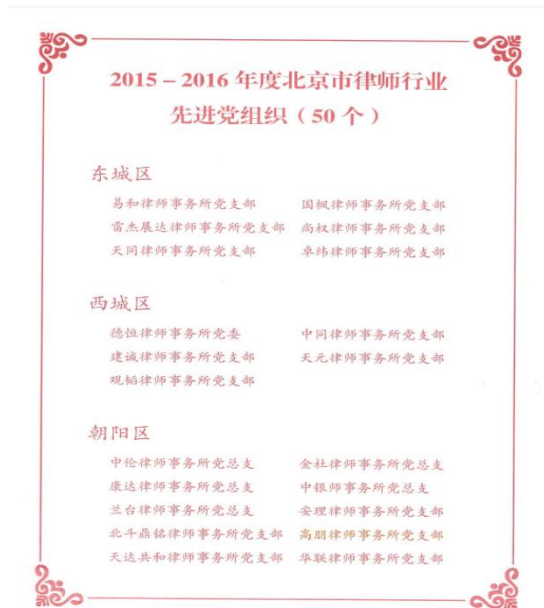 2015-2016 年度北京市律师行业
先进党组织（50 个）
东城区
易和律师事务所党支部 国枫律师事务所党支部
雷杰展达律师事务所党支部 尚权律师事务所党支部
天同律师事务所党支部 卓纬律师事务所党支部
西城区
德恒律师事务所党委 中同律师事务所党支部
建诚律师事务所党支部 天元律师事务所党支部
观韬律师事务所党支部
朝阳区
中伦律师事务所党总支 金杜律师事务所党总支
康达律师事务所党总支 中银律师事务所党总支
兰台律师事务所党总支 安理律师事务所党支部
北斗鼎铭律师事务所党支部 高朋律师事务所党支部
天达共和律师事务所党支部 华联律师事务所党支部